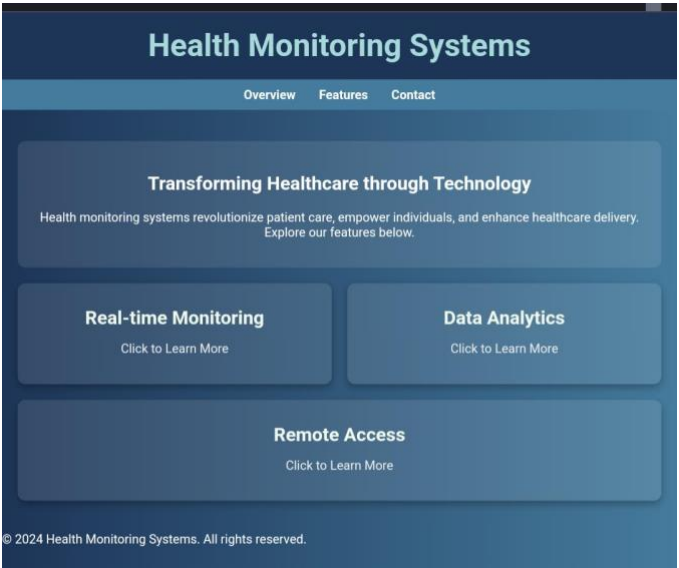 Health Monitoring Systems
Overview Features Contact
Transforming Healthcare through Technology
Health monitoring systems revolutionize patient care, empower individuals, and enhance healthcare delivery.
Explore our features below.
Real-time Monitoring
Click to Learn More
Data Analytics
Click to Learn More
Remote Access
Click to Learn More
© 2024 Health Monitoring Systems. All rights reserved.